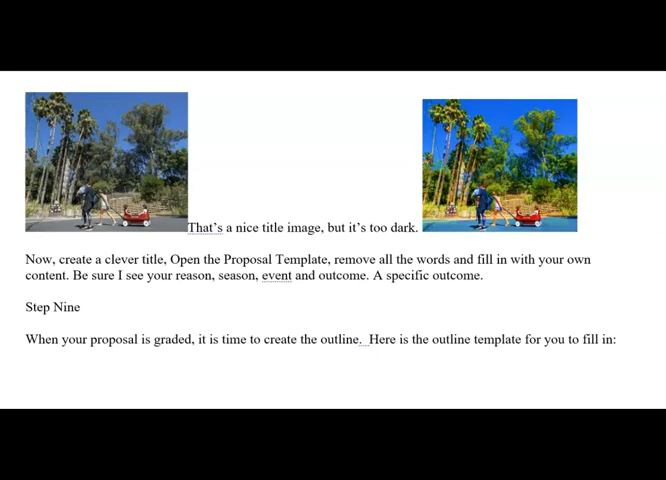 That’s a nice title image, but it’s too dark.
Now, create a clever title, Open the Proposal Template, remove all the words and fill in with your own
content. Be sure I see your reason, season, event and outcome. A specific outcome.
Step Nine
When your proposal is graded, it is time to create the outline.  Here is the outline template for you to fill in: